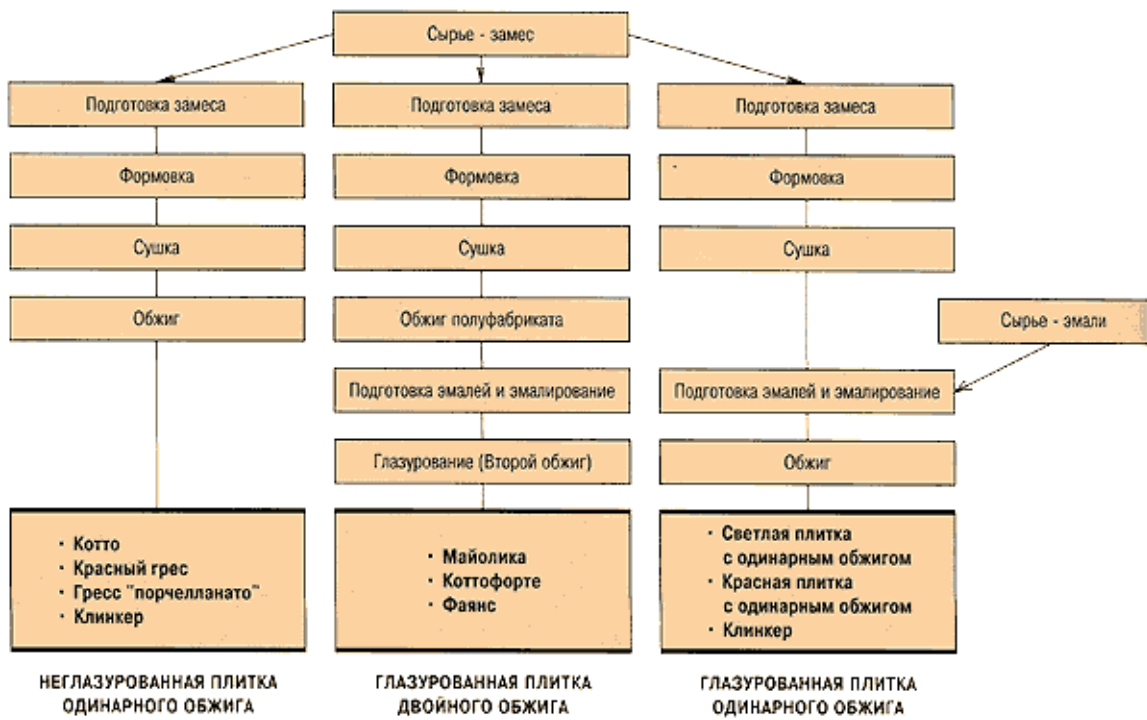 Сырье - замес
Подготовка замеса
Подготовка замеса
Подготовка замеса
Формовка
Формовка
Формовка
Сушка
Сушка
Сушка
Обжиг
Обжиг полуфабриката
Сырье - эмали
Подготовка эмалей и эмалирование
Подготовка эмалей и эмалирование
Глазурование (Второй обжиг)
Обжиг
· Котто
· Красный грес
· Гресс "порчелланато"
· Клинкер
· Майолика
· Коттофорте
· Фаянс
· Светлая плитка
с одинарным обжигом
· Красная плитка
с одинарным обжигом
· Клинкер
НЕГЛАЗУРОВАННАЯ ПЛИТКА
ОДИНАРНОГО ОБЖИГА
ГЛАЗУРОВАННАЯ ПЛИТКА
ДВОЙНОГО ОБЖИГА
ГЛАЗУРОВАННАЯ ПЛИТКА
ОДИНАРНОГО ОБЖИГА